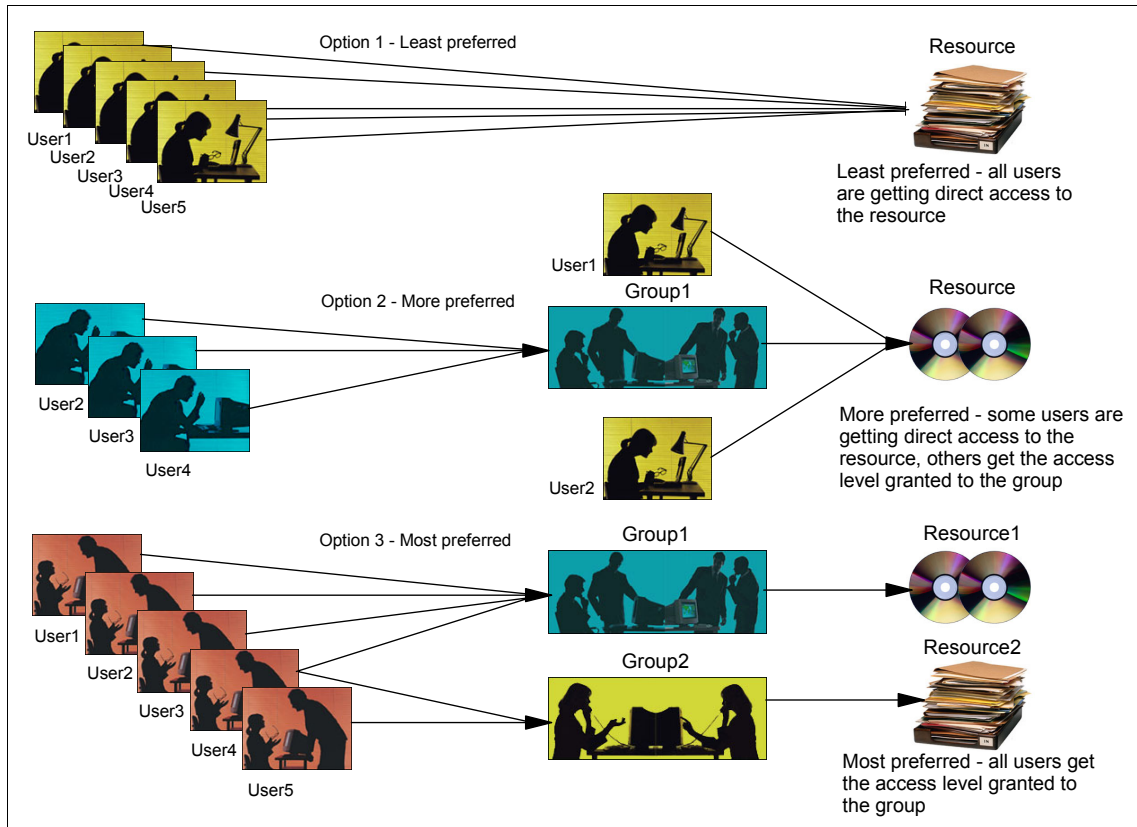 Option 1 - Least preferred
Resource
User1
User2
User3
User4
User5
Least preferred - all users
are getting direct access to
the resource
User1
Option 2 - More preferred
Group1
Resource
User2
User3
User4
User2
More preferred - some users are
getting direct access to the
resource, others get the access
level granted to the group
Option 3 - Most preferred
Group1
Resource1
User1
User2
User3
User4
User5
Group2
Resource2
Most preferred - all users get
the access level granted to
the group